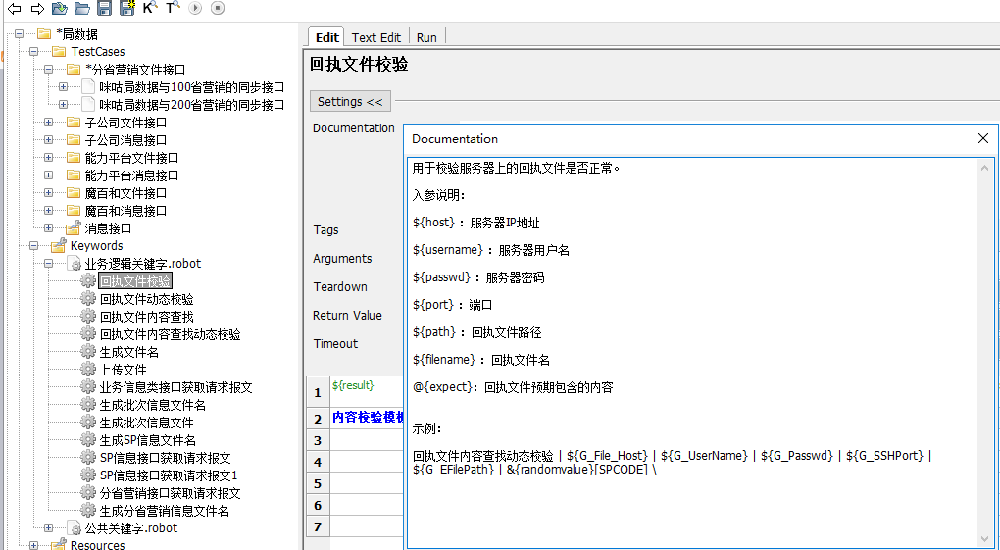 K T
*局数据
TestCases
*分省营销文件接口
咪咕局数据与100省营销的同步接口
咪咕局数据与200省营销的同步接口
子公司文件接口
子公司消息接口
能力平台文件接口
能力平台消息接口
魔百和文件接口
魔百和消息接口
消息接口
Keywords
业务逻辑关键字.robot
回执文件校验
回执文件动态校验
回执文件内容查找
回执文件内容查找动态校验
生成文件名
上传文件
业务信息类接口获取请求报文
生成批次信息文件名
生成批次信息文件
生成SP信息文件名
SP信息接口获取请求报文
SP信息接口获取请求报文1
分省营销接口获取请求报文
生成分省营销信息文件名
公共关键字.robot
Resources
Edit Text Edit Run
回执文件校验
Settings <<
Documentation
Tags
Arguments
Teardown
Return Value
Timeout
1 ${result}
2 内容校验模板
3
4
5
6
7
Documentation
用于校验服务器上的回执文件是否正常。
入参说明：
${host} ：服务器IP地址
${username} ：服务器用户名
${passwd} ：服务器密码
${port} ：端口
${path} ：回执文件路径
${filename} ：回执文件名
@{expect}：回执文件预期包含的内容
示例：
回执文件内容查找动态校验 | ${G_File_Host} | ${G_UserName} | ${G_Passwd} | ${G_SSHPort} |
${G_EFilePath} | &{randomvalue}[SPCODE] \